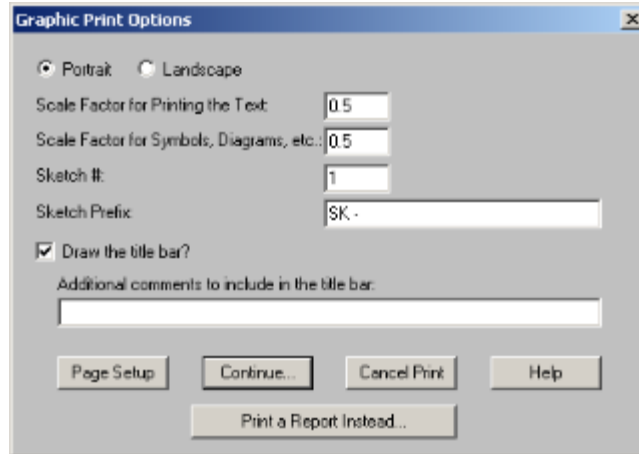 Graphic Print Options
Portrait Landscape
Scale Factor for Printing the Text: 0.5
Scale Factor for Symbols, Diagrams, etc.: 0.5
Sketch #: 1
Sketch Prefix: SK -
Draw the title bar?
Additional comments to include in the title bar:
Page Setup Continue... Cancel Print Help
Print a Report Instead...